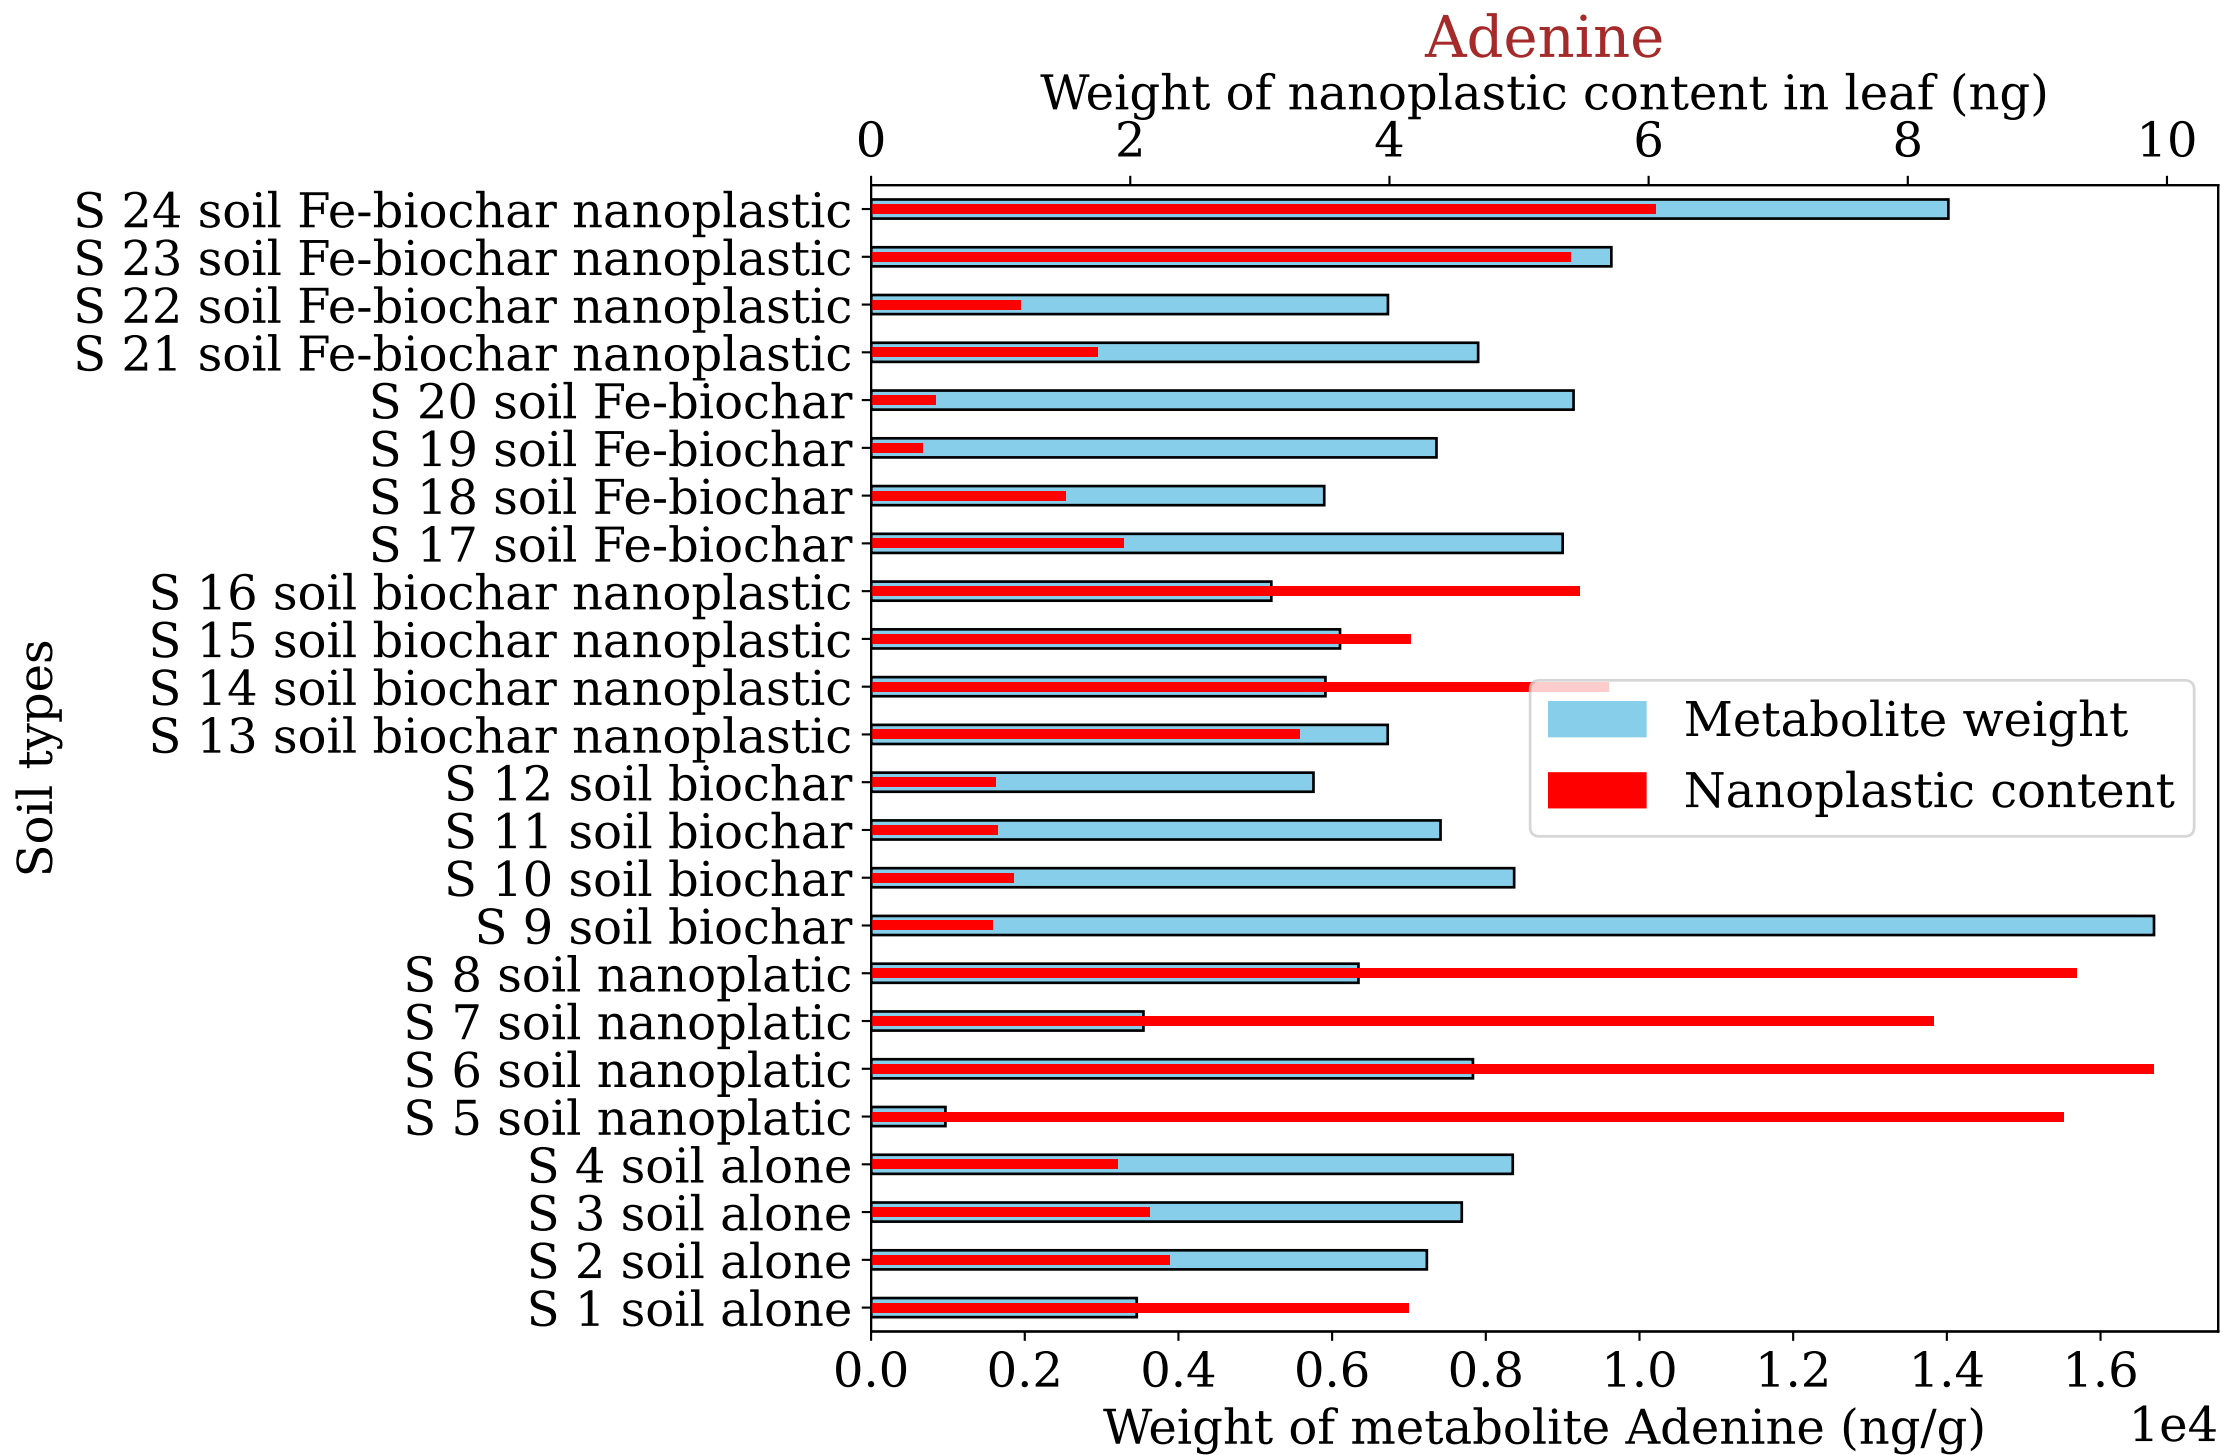 Adenine
Weight of nanoplastic content in leaf (ng)
0 2 4 6 8 10
S 24 soil Fe-biochar nanoplastic
S 23 soil Fe-biochar nanoplastic
S 22 soil Fe-biochar nanoplastic
S 21 soil Fe-biochar nanoplastic
S 20 soil Fe-biochar
S 19 soil Fe-biochar
S 18 soil Fe-biochar
S 17 soil Fe-biochar
S 16 soil biochar nanoplastic
S 15 soil biochar nanoplastic
S 14 soil biochar nanoplastic
S 13 soil biochar nanoplastic
S 12 soil biochar
S 11 soil biochar
S 10 soil biochar
S 9 soil biochar
S 8 soil nanoplatic
S 7 soil nanoplatic
S 6 soil nanoplatic
S 5 soil nanoplatic
S 4 soil alone
S 3 soil alone
S 2 soil alone
S 1 soil alone
Soil types
Metabolite weight
Nanoplastic content
0.0 0.2 0.4 0.6 0.8 1.0 1.2 1.4 1.6
Weight of metabolite Adenine (ng/g)
1e4